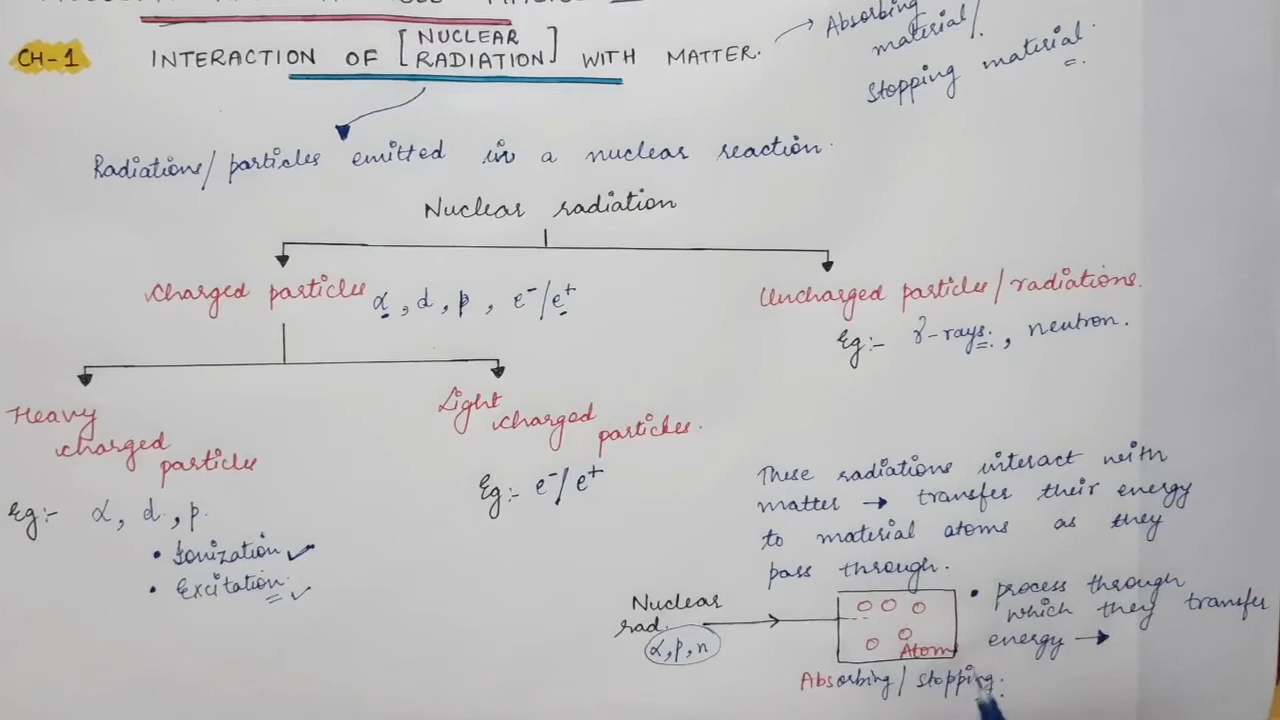 CH-1 INTERACTION OF [NUCLEAR RADIATION] WITH MATTER.
Absorbing
material/
Stopping material.
Radiations/particles emitted in a nuclear reaction.
Nuclear radiation
Charged particles α, d, p, e⁻/e⁺
Uncharged particles/radiations.
Eg:- γ-rays, neutron.
Heavy
charged
particles
Eg:- α, d, p.
• Ionization ✓
• Excitation ✓
Light
charged
particles.
Eg:- e⁻/e⁺
These radiations interact with
matter → transfer their energy
to material atoms as they
pass through.
Nuclear
rad.
α, p, n
Atoms
Absorbing/stopping.
• process through
which they transfer
energy →